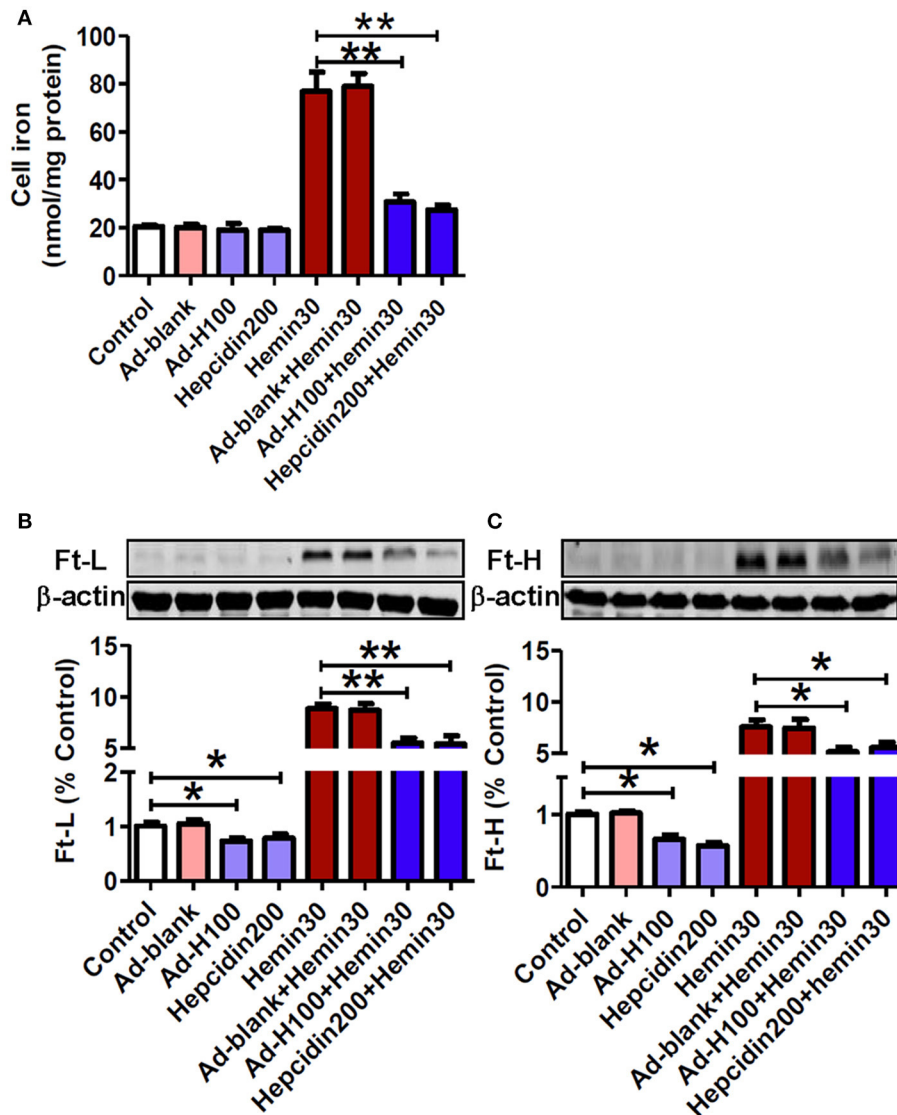 A
**
**
100
80
60
40
20
0
Cell iron
(nmol/mg protein)
Control
Ad-blank
Ad-H100
Hepcidin200
Hemin30
Ad-blank+Hemin30
Ad-H100+hemin30
Hepcidin200+Hemin30
B
Ft-L
β-actin
15
10
5
2
1
0
Ft-L (% Control)
**
**
*
*
Control
Ad-blank
Ad-H100
Hepcidin200
Hemin30
Ad-blank+Hemin30
Ad-H100+Hemin30
Hepcidin200+Hemin30
C
Ft-H
β-actin
15
10
5
1
0
Ft-H (% Control)
*
*
*
*
Control
Ad-blank
Ad-H100
Hepcidin200
Hemin30
Ad-blank+Hemin30
Ad-H100+Hemin30
Hepcidin200+hemin30